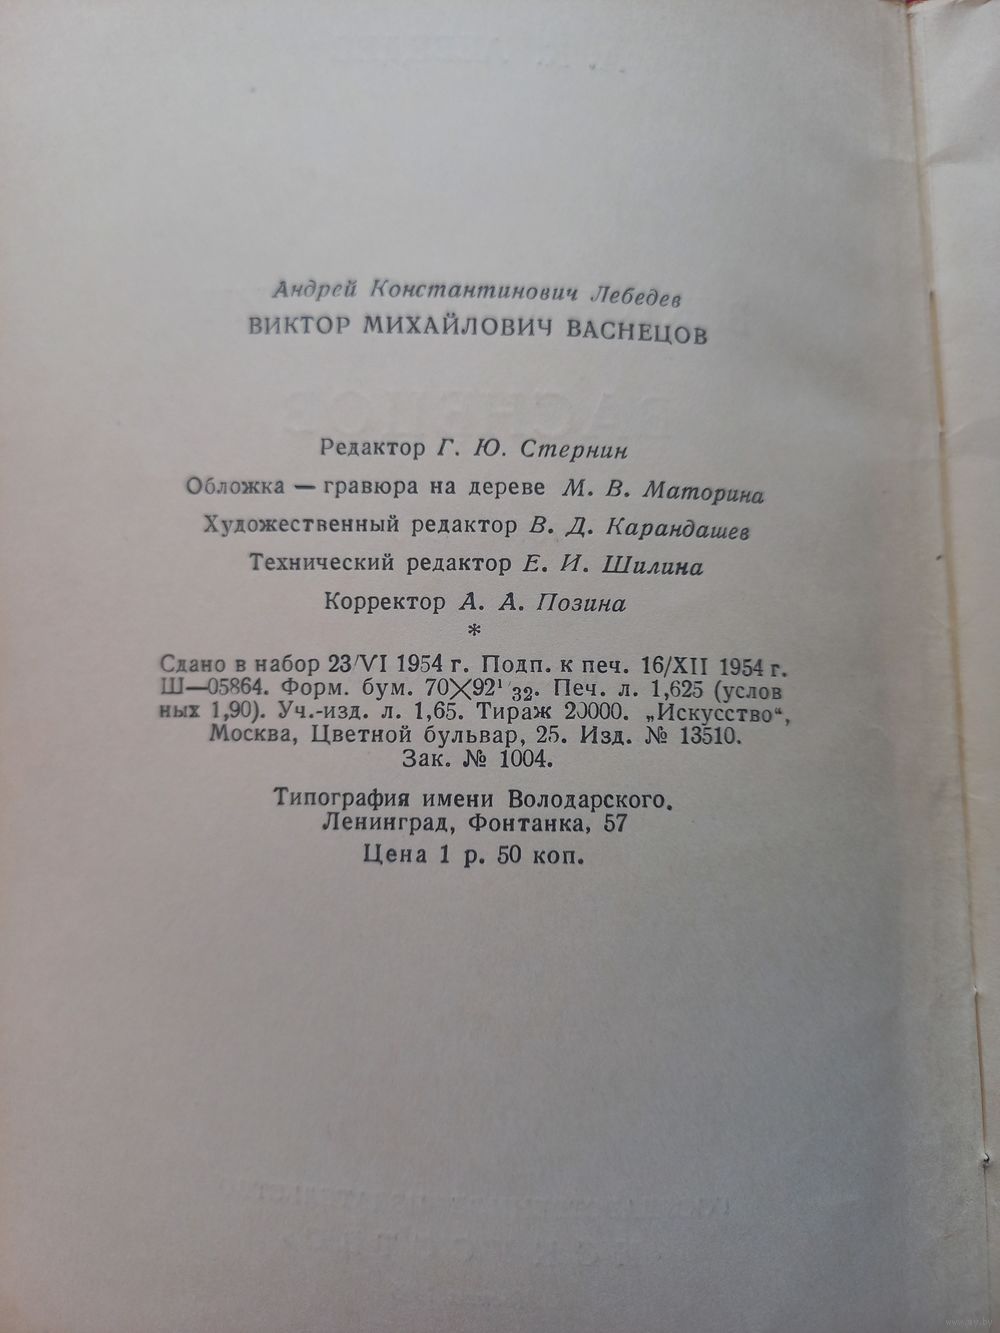 Андрей Константинович Лебедев
ВИКТОР МИХАЙЛОВИЧ ВАСНЕЦОВ
Редактор Г. Ю. Стернин
Обложка — гравюра на дереве М. В. Маторина
Художественный редактор В. Д. Карандашев
Технический редактор Е. И. Шилина
Корректор А. А. Позина
*
Сдано в набор 23/VI 1954 г. Подп. к печ. 16/XII 1954 г.
Ш—05864. Форм. бум. 70×92¹/₃₂. Печ. л. 1,625 (услов
ных 1,90). Уч.-изд. л. 1,65. Тираж 20000. „Искусство“,
Москва, Цветной бульвар, 25. Изд. № 13510.
Зак. № 1004.
Типография имени Володарского.
Ленинград, Фонтанка, 57
Цена 1 р. 50 коп.